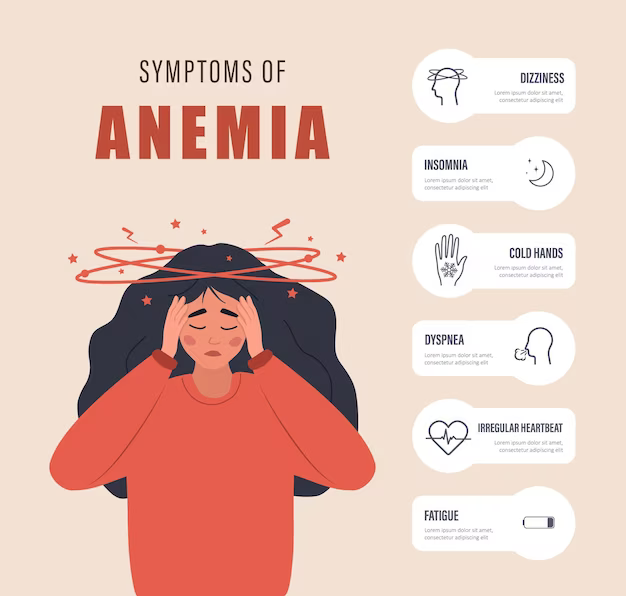 SYMPTOMS OF
ANEMIA
DIZZINESS
Lorem ipsum dolor sit amet,
consectetur adipiscing elit
INSOMNIA
Lorem ipsum dolor sit amet,
consectetur adipiscing elit
COLD HANDS
Lorem ipsum dolor sit amet,
consectetur adipiscing elit
DYSPNEA
Lorem ipsum dolor sit amet,
consectetur adipiscing elit
IRREGULAR HEARTBEAT
Lorem ipsum dolor sit amet,
consectetur adipiscing elit
FATIGUE
Lorem ipsum dolor sit amet,
consectetur adipiscing elit